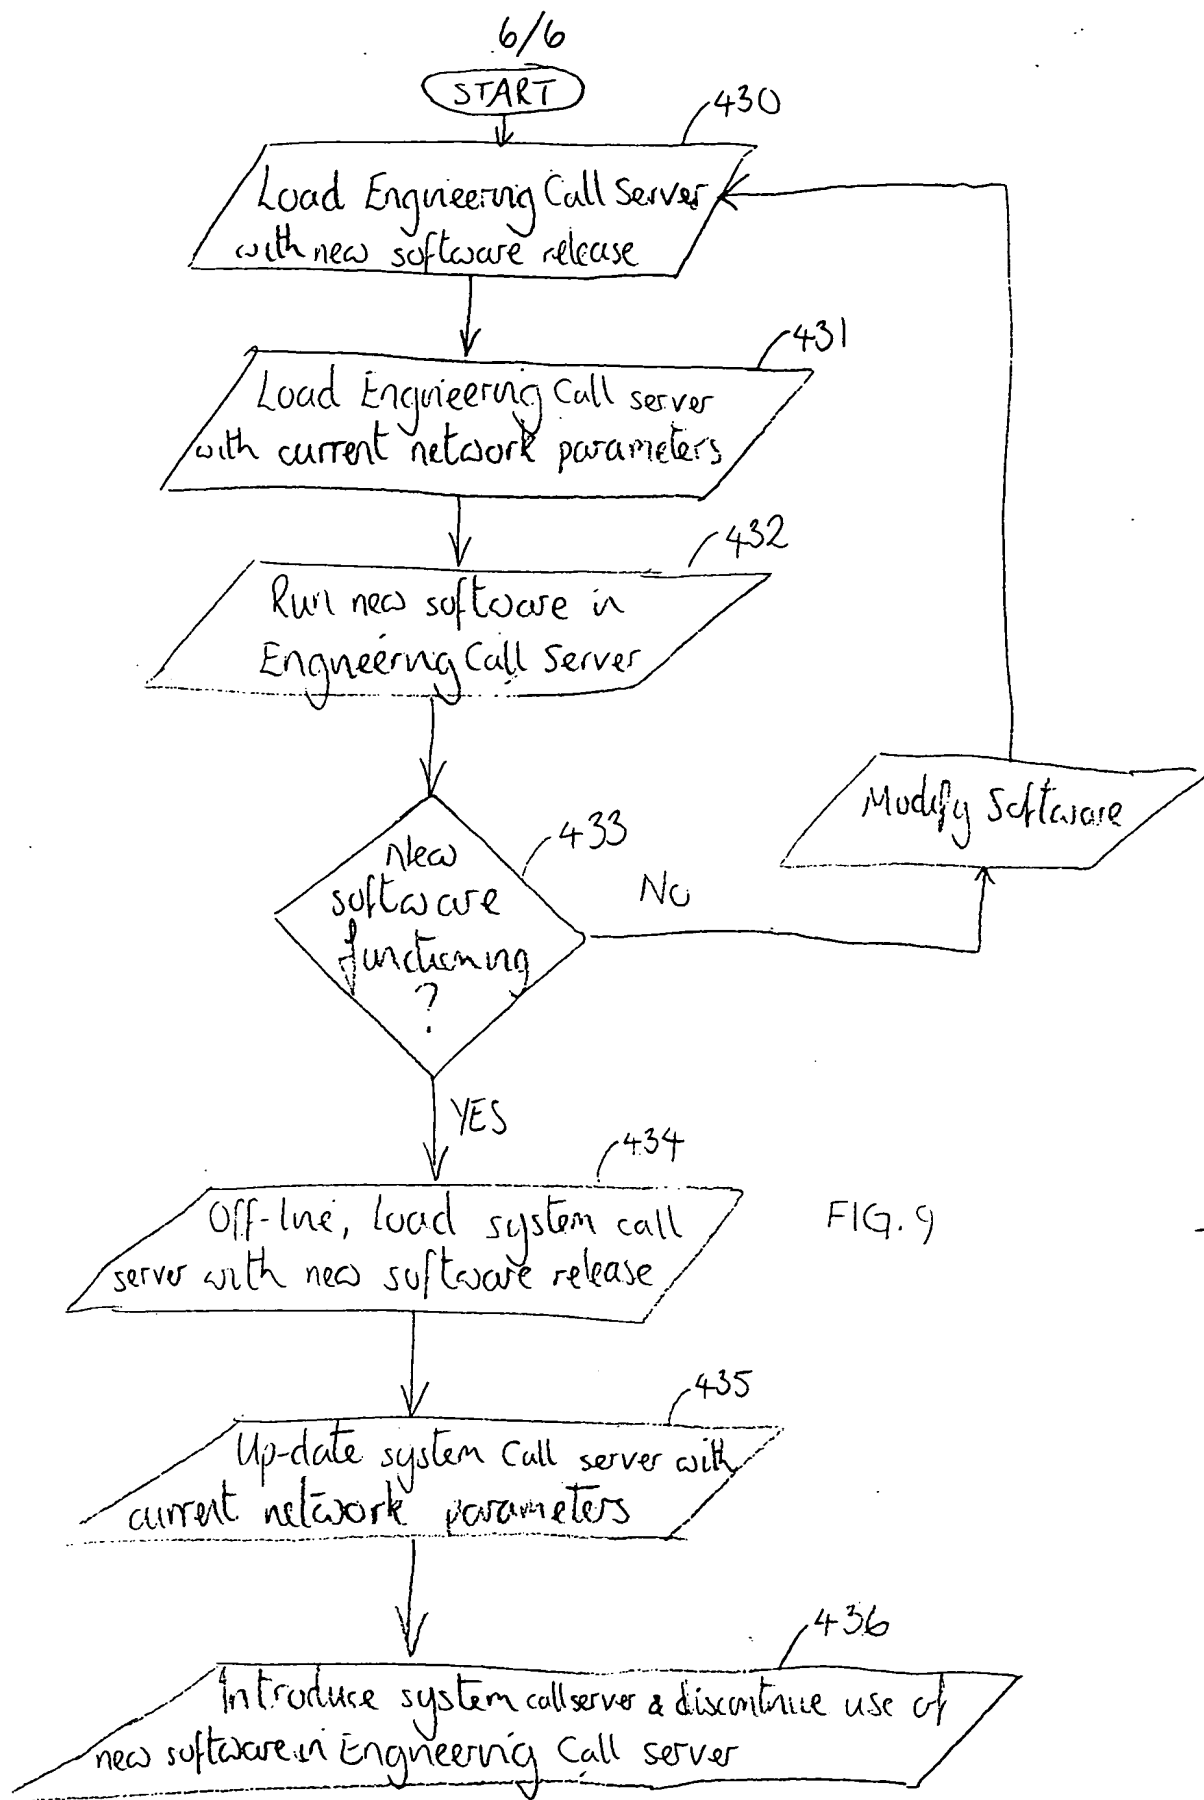 6/6
START
430
Load Engineering Call Server
with new software release
431
Load Engineering Call server
with current network parameters
432
Run new software in
Engineering Call Server
433
New
software
functioning
?
NO
Modify Software
YES
434
Off-line, load system call
server with new software release
FIG. 9
435
Up-date system call server with
current network parameters
436
Introduce system call server & discontinue use of
new software in Engineering Call server